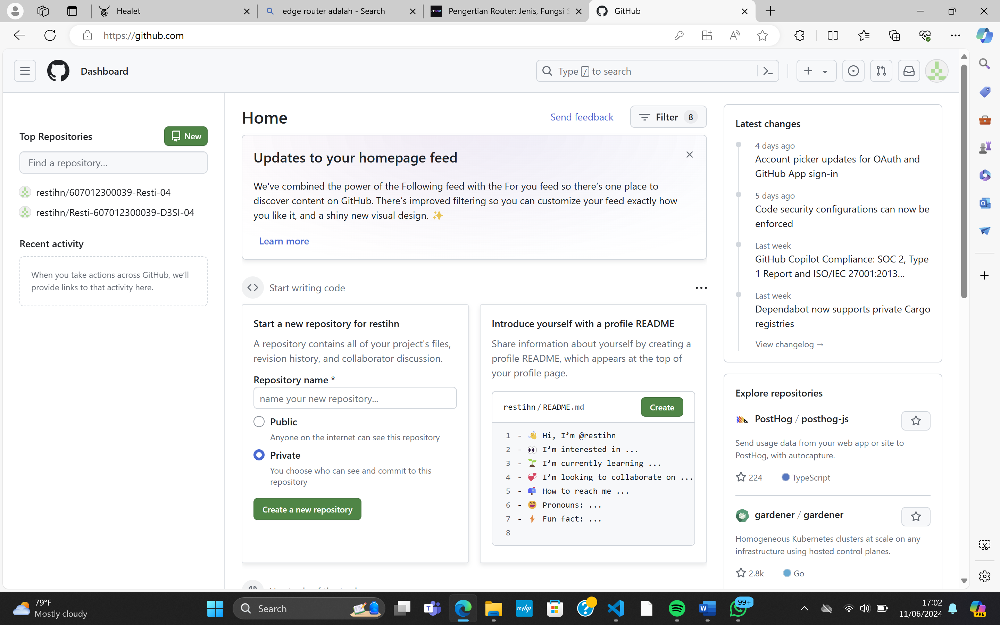 Healet
edge router adalah - Search
Pengertian Router: Jenis, Fungsi S
GitHub
https://github.com
Dashboard
Type / to search
Top Repositories
New
Find a repository...
restihn/607012300039-Resti-04
restihn/Resti-607012300039-D3SI-04
Recent activity
When you take actions across GitHub, we’ll
provide links to that activity here.
Home
Send feedback
Filter 8
Updates to your homepage feed
We've combined the power of the Following feed with the For you feed so there’s one place to
discover content on GitHub. There’s improved filtering so you can customize your feed exactly how
you like it, and a shiny new visual design. ✨
Learn more
Start writing code
Start a new repository for restihn
A repository contains all of your project's files,
revision history, and collaborator discussion.
Repository name *
name your new repository...
Public
Anyone on the internet can see this repository
Private
You choose who can see and commit to this
repository
Create a new repository
Introduce yourself with a profile README
Share information about yourself by creating a
profile README, which appears at the top of
your profile page.
restihn / README.md
Create
1 - 👋 Hi, I’m @restihn
2 - 👀 I’m interested in ...
3 - 🌱 I’m currently learning ...
4 - 💞️ I’m looking to collaborate on ...
5 - 📫 How to reach me ...
6 - 😄 Pronouns: ...
7 - ⚡ Fun fact: ...
8
Latest changes
4 days ago
Account picker updates for OAuth and
GitHub App sign-in
5 days ago
Code security configurations can now be
enforced
Last week
GitHub Copilot Compliance: SOC 2, Type
1 Report and ISO/IEC 27001:2013...
Last week
Dependabot now supports private Cargo
registries
View changelog →
Explore repositories
PostHog / posthog-js
Send usage data from your web app or site to
PostHog, with autocapture.
224
TypeScript
gardener / gardener
Homogeneous Kubernetes clusters at scale on any
infrastructure using hosted control planes.
2.8k
Go
79°F
Mostly cloudy
Search
myhp
99+
17:02
11/06/2024
PRE